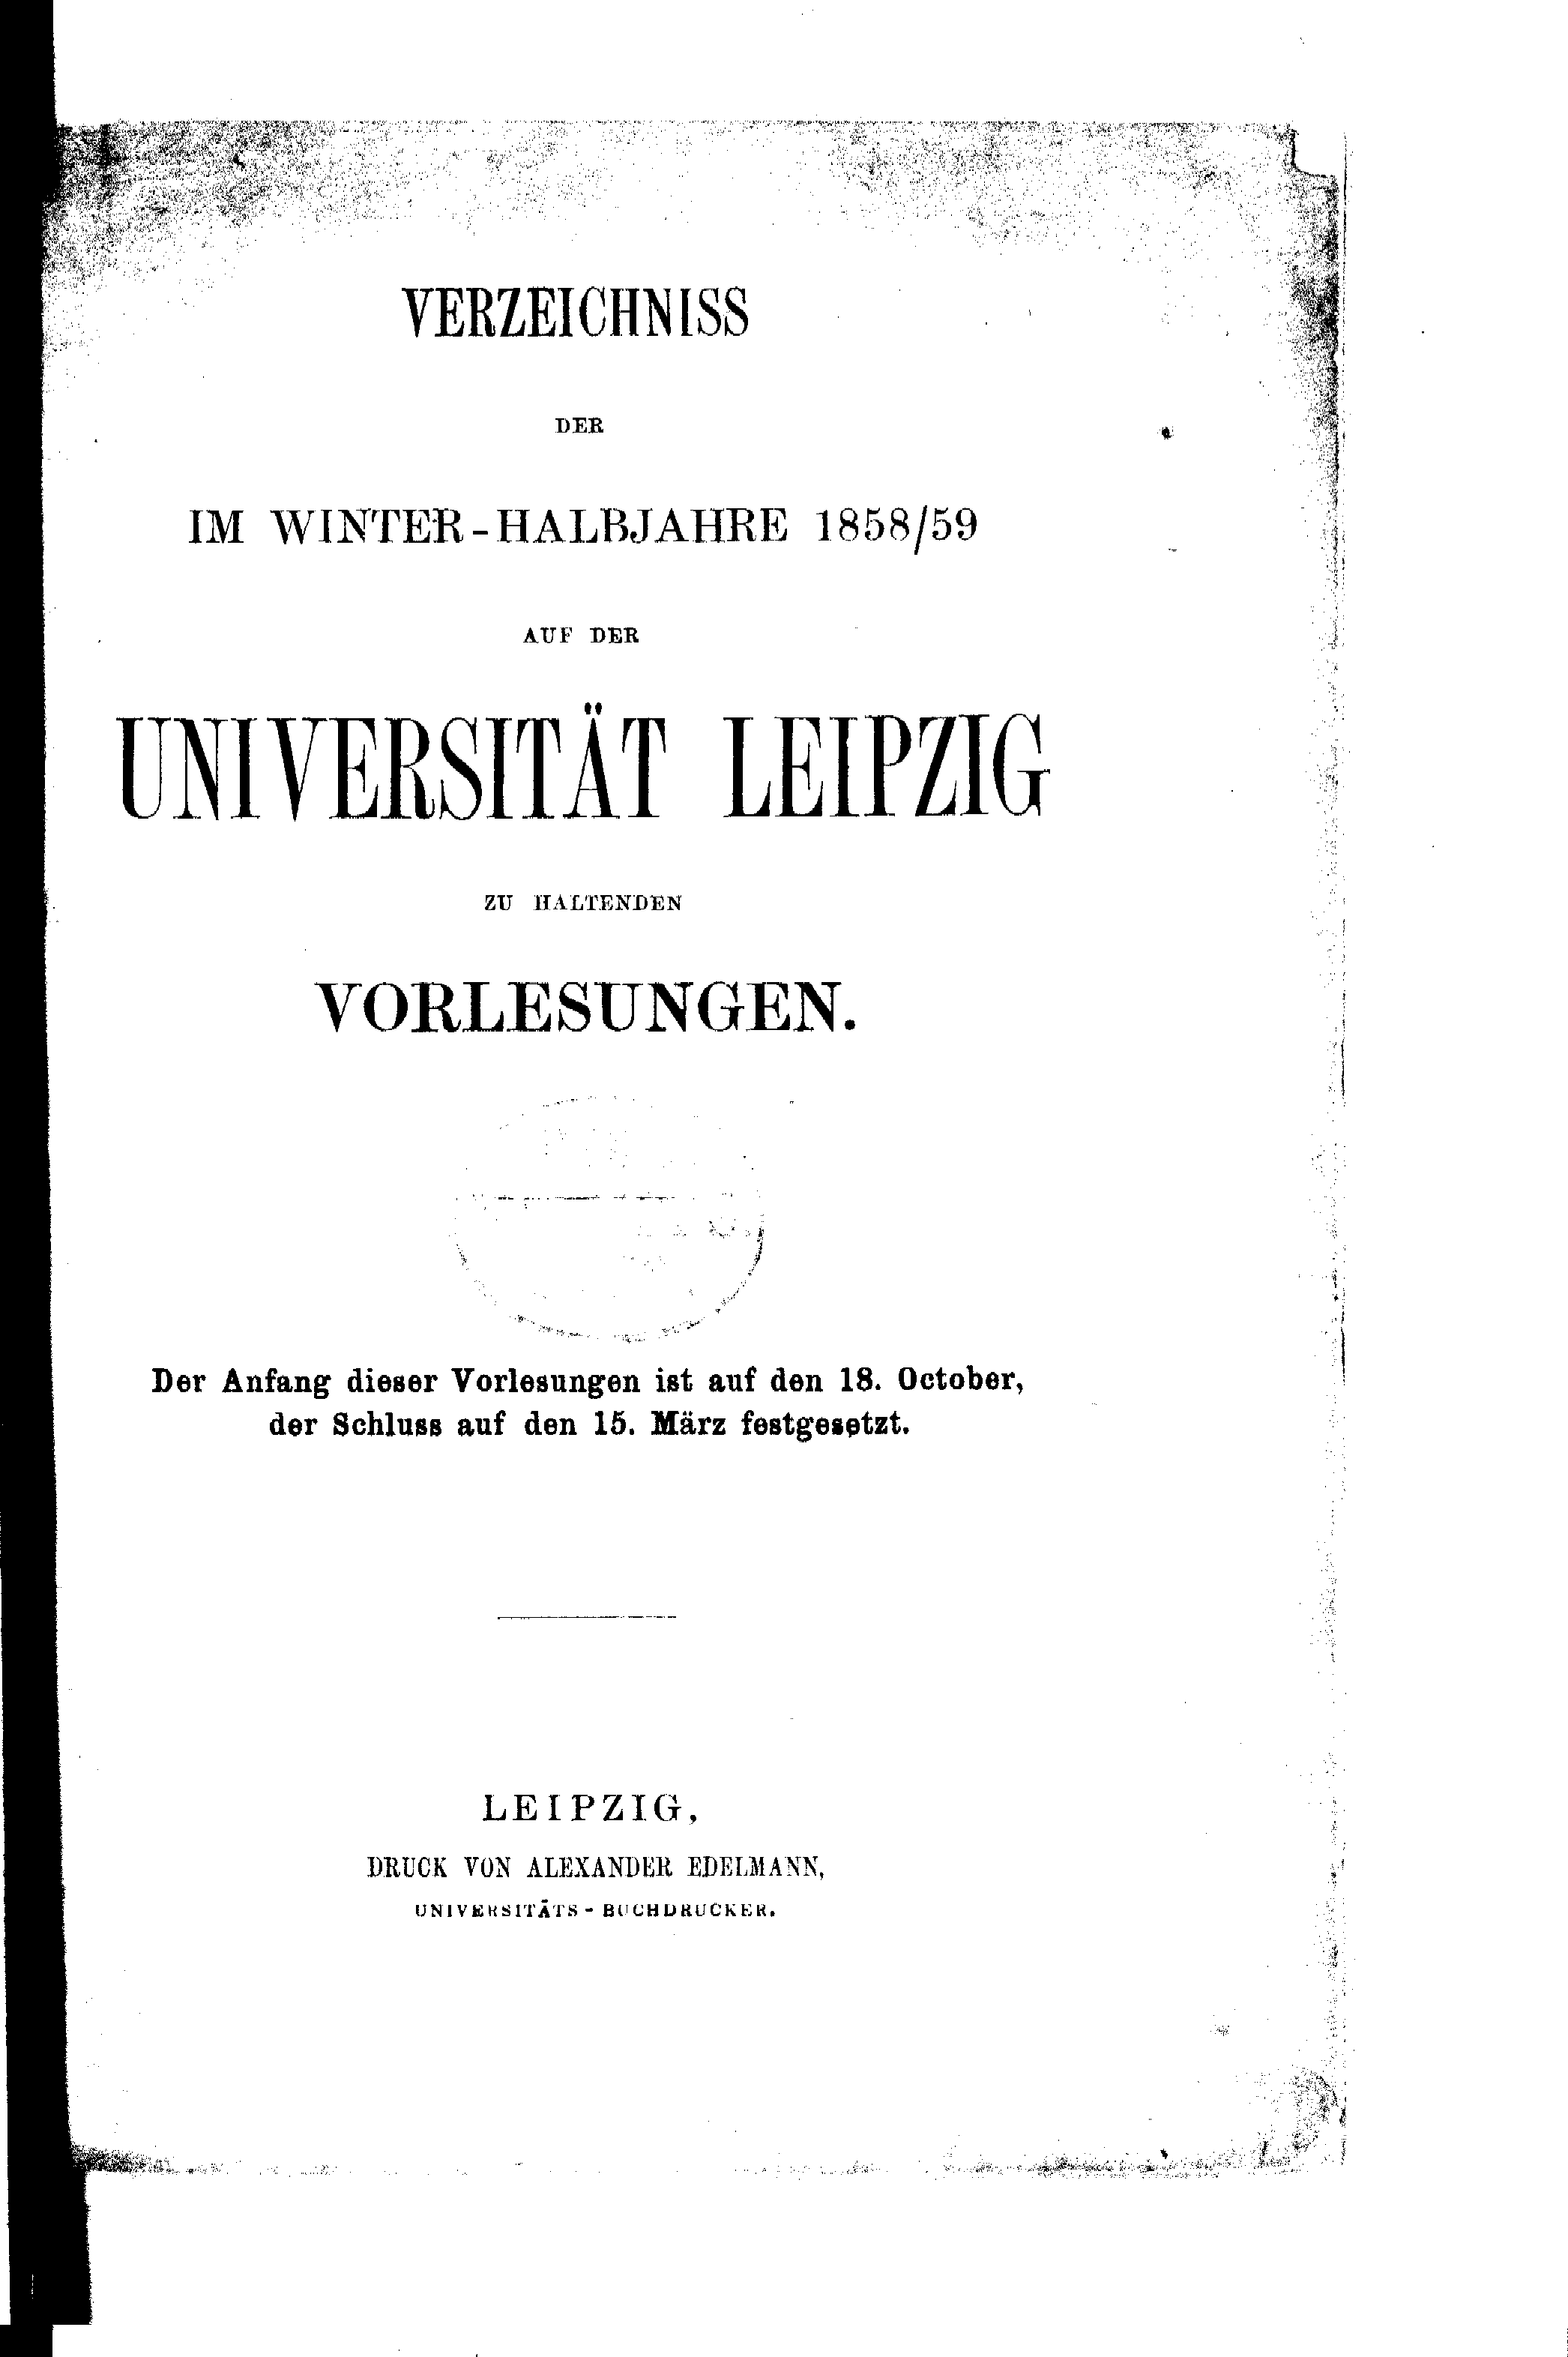 VERZEICHNISS
DER
IM WINTER-HALBJAHRE 1858/59
AUF DER
UNIVERSITÄT LEIPZIG
ZU HALTENDEN
VORLESUNGEN.
Der Anfang dieser Vorlesungen ist auf den 18. October,
der Schluss auf den 15. März festgesetzt.
LEIPZIG,
DRUCK VON ALEXANDER EDELMANN,
UNIVERSITÄTS-BUCHDRUCKER.